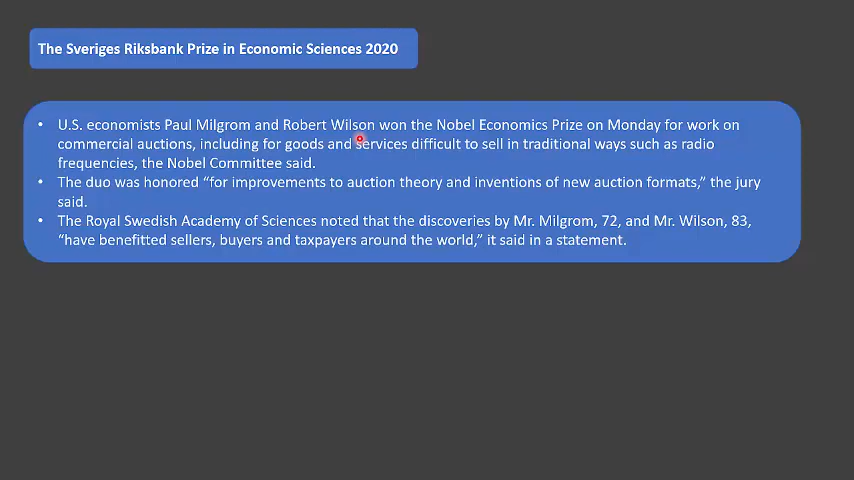 The Sveriges Riksbank Prize in Economic Sciences 2020
• U.S. economists Paul Milgrom and Robert Wilson won the Nobel Economics Prize on Monday for work on
commercial auctions, including for goods and services difficult to sell in traditional ways such as radio
frequencies, the Nobel Committee said.
• The duo was honored “for improvements to auction theory and inventions of new auction formats,” the jury
said.
• The Royal Swedish Academy of Sciences noted that the discoveries by Mr. Milgrom, 72, and Mr. Wilson, 83,
“have benefitted sellers, buyers and taxpayers around the world,” it said in a statement.